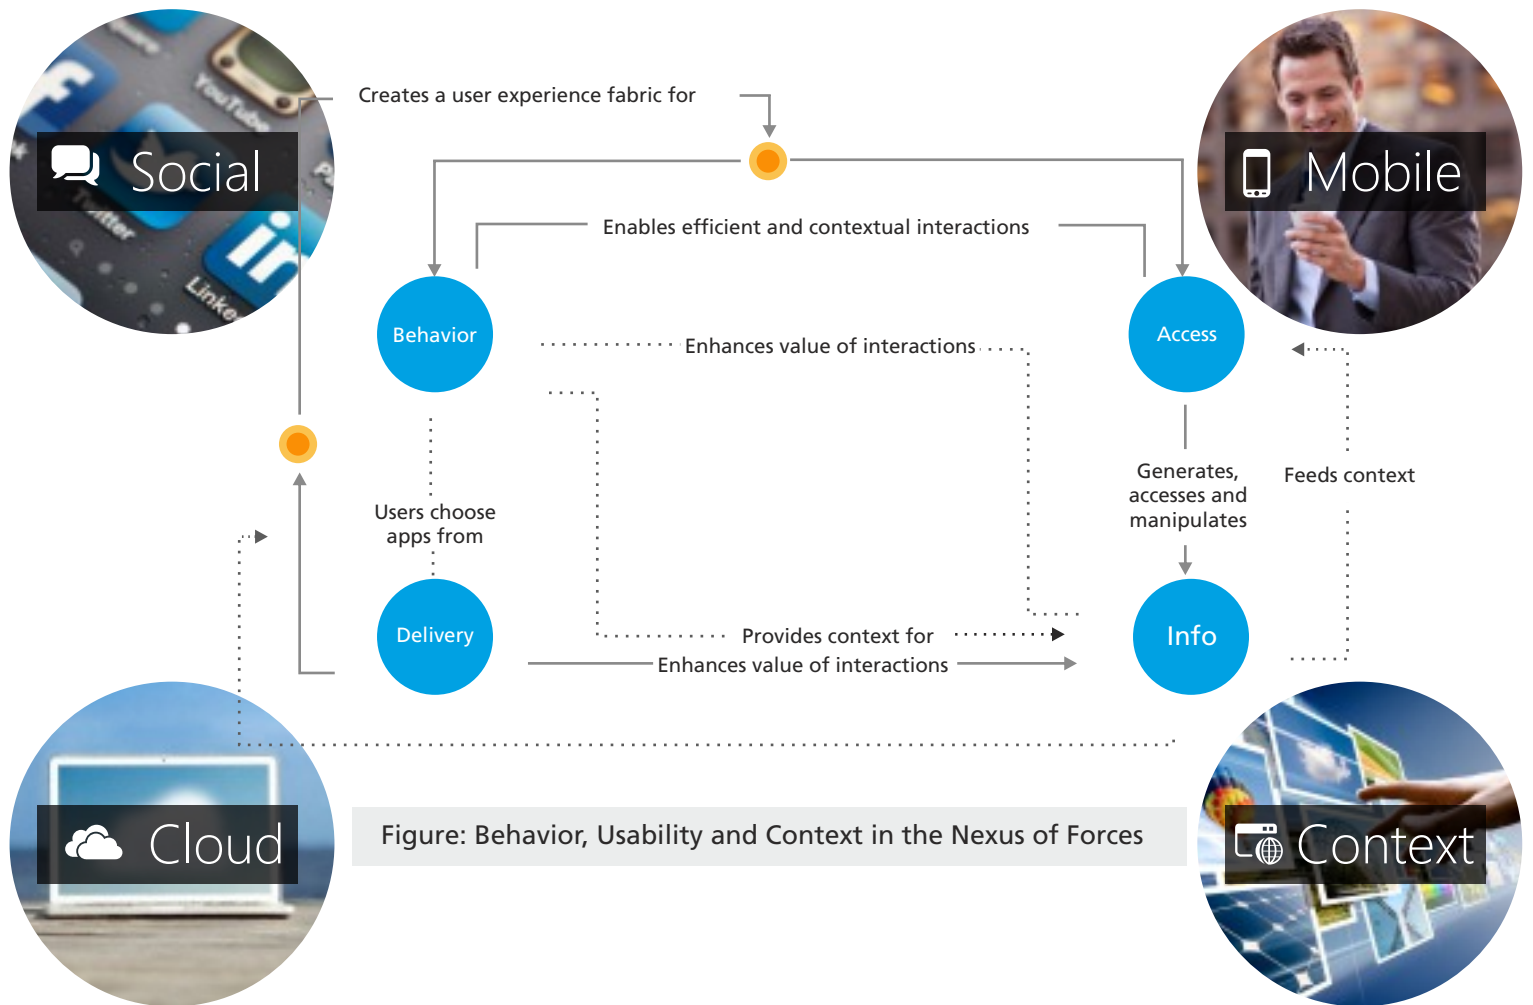 YouTube
Creates a user experience fabric for
Social
Mobile
Twitter
Enables efficient and contextual interactions
Behavior
Access
Enhances value of interactions
Generates,
accesses and
manipulates
Feeds context
Users choose
apps from
Delivery
Info
Provides context for
Enhances value of interactions
Cloud
Figure: Behavior, Usability and Context in the Nexus of Forces
Context